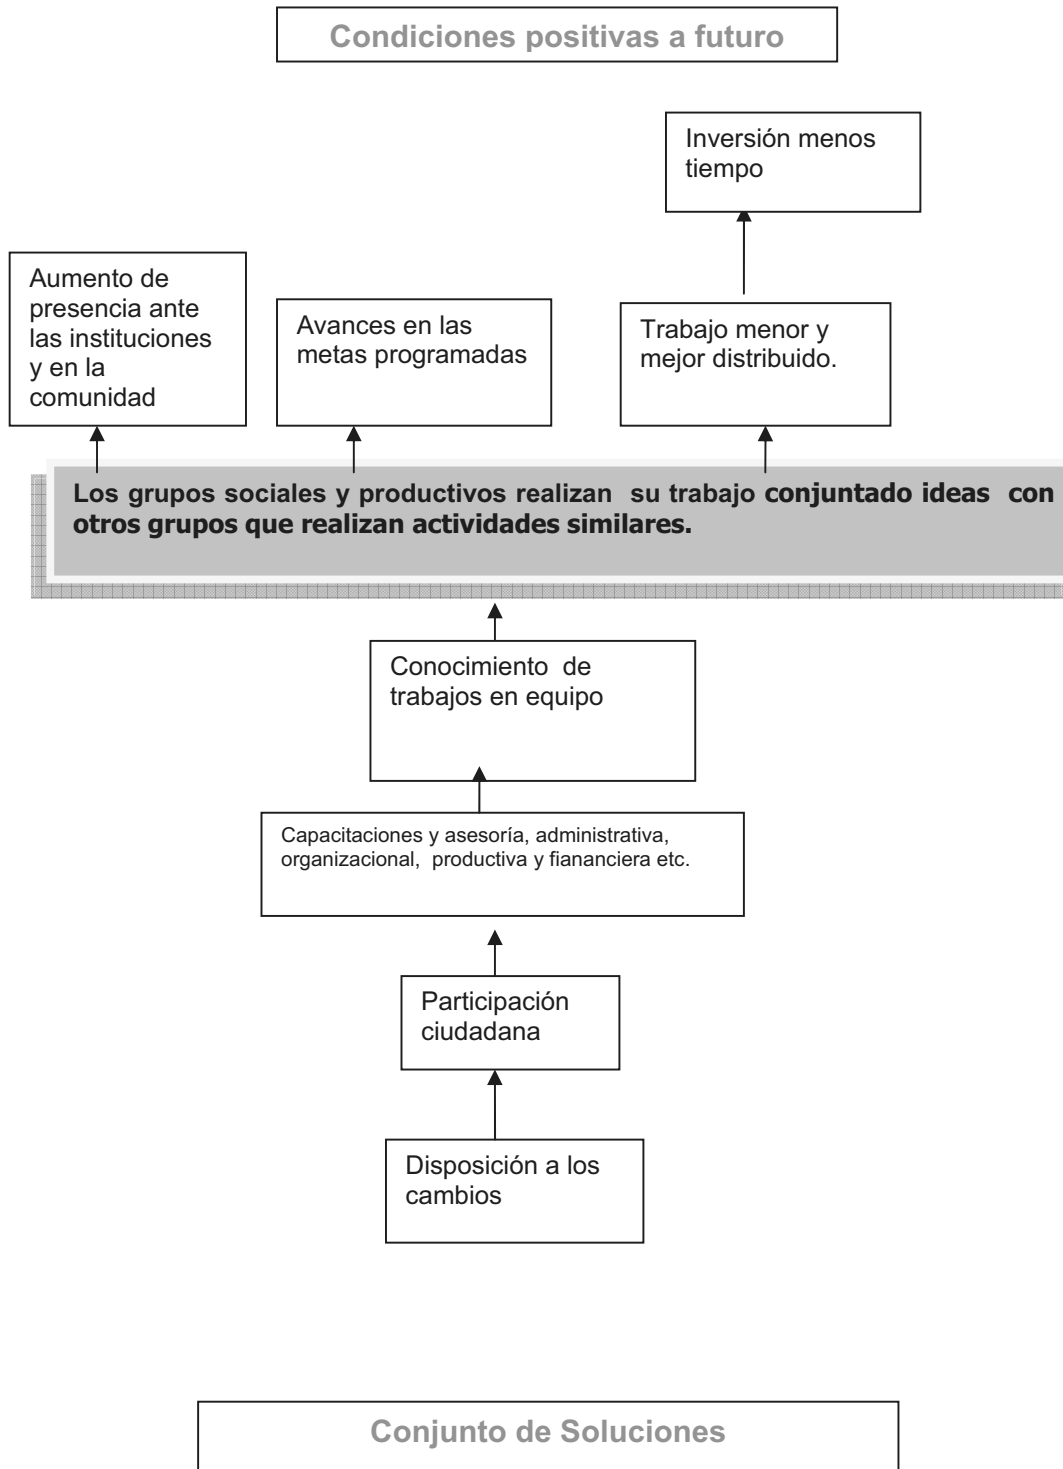 Condiciones positivas a futuro
Inversión menos
tiempo
Aumento de
presencia ante
las instituciones
y en la
comunidad
Avances en las
metas programadas
Trabajo menor y
mejor distribuido.
Los grupos sociales y productivos realizan su trabajo conjuntado ideas con
otros grupos que realizan actividades similares.
Conocimiento de
trabajos en equipo
Capacitaciones y asesoría, administrativa,
organizacional, productiva y fiananciera etc.
Participación
ciudadana
Disposición a los
cambios
Conjunto de Soluciones